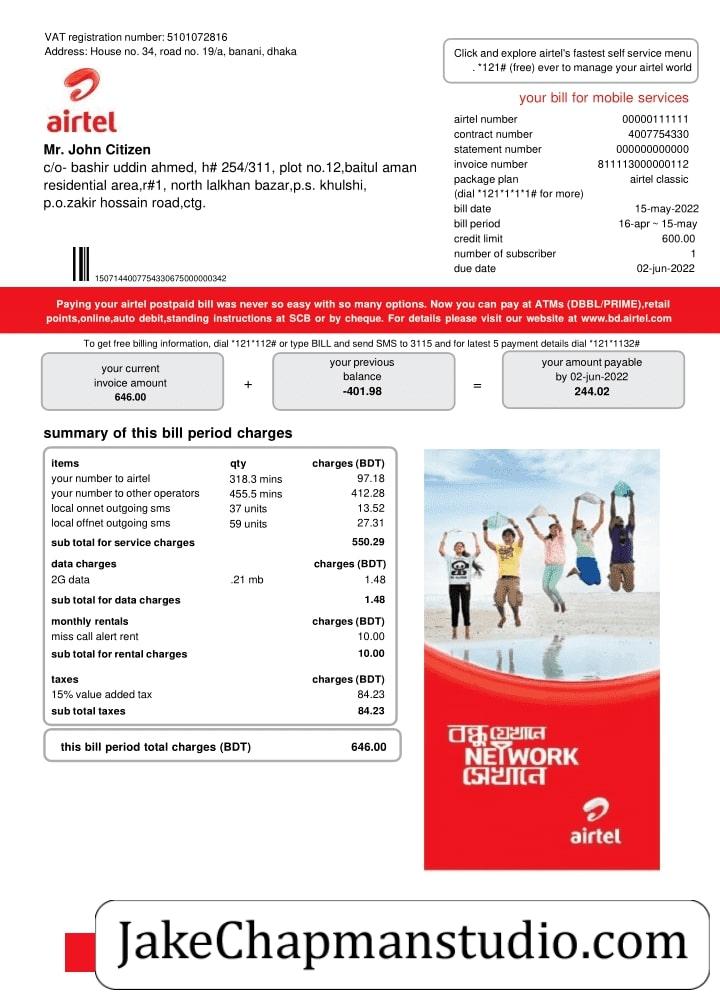 VAT registration number: 5101072816
Address: House no. 34, road no. 19/a, banani, dhaka
Click and explore airtel's fastest self service menu
. *121# (free) ever to manage your airtel world
airtel
your bill for mobile services
Mr. John Citizen
c/o- bashir uddin ahmed, h# 254/311, plot no.12,baitul aman
residential area,r#1, north lalkhan bazar,p.s. khulshi,
p.o.zakir hossain road,ctg.
airtel number 00000111111
contract number 4007754330
statement number 000000000000
invoice number 811113000000112
package plan airtel classic
(dial *121*1*1*1# for more)
bill date 15-may-2022
bill period 16-apr ~ 15-may
credit limit 600.00
number of subscriber 1
due date 02-jun-2022
1507144007754330675000000342
Paying your airtel postpaid bill was never so easy with so many options. Now you can pay at ATMs (DBBL/PRIME),retail
points,online,auto debit,standing instructions at SCB or by cheque. For details please visit our website at www.bd.airtel.com
To get free billing information, dial *121*112# or type BILL and send SMS to 3115 and for latest 5 payment details dial *121*1132#
your current
invoice amount
646.00
+
your previous
balance
-401.98
=
your amount payable
by 02-jun-2022
244.02
summary of this bill period charges
items qty charges (BDT)
your number to airtel 318.3 mins 97.18
your number to other operators 455.5 mins 412.28
local onnet outgoing sms 37 units 13.52
local offnet outgoing sms 59 units 27.31
sub total for service charges 550.29
data charges charges (BDT)
2G data .21 mb 1.48
sub total for data charges 1.48
monthly rentals charges (BDT)
miss call alert rent 10.00
sub total for rental charges 10.00
taxes charges (BDT)
15% value added tax 84.23
sub total taxes 84.23
this bill period total charges (BDT) 646.00
বন্ধু যেখানে
NETWORK
সেখানে
airtel
JakeChapmanstudio.com